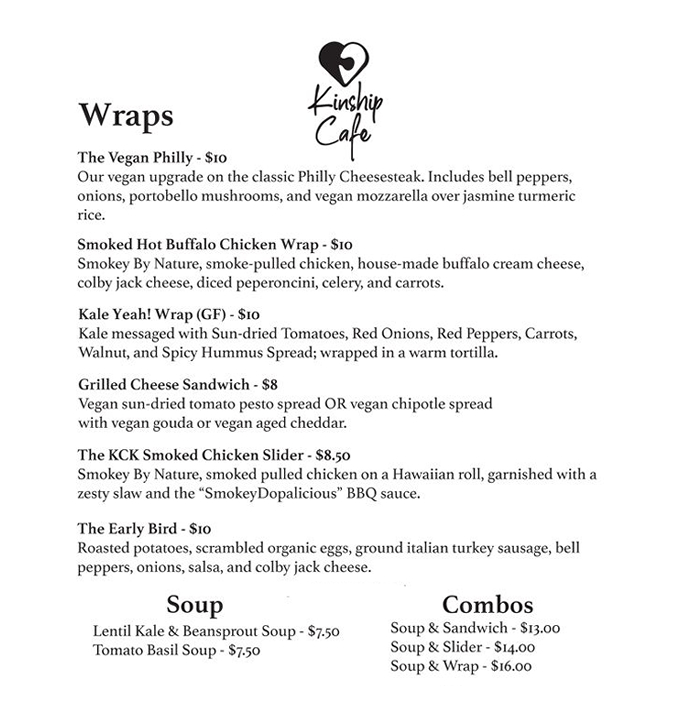 Kinship
Cafe
Wraps
The Vegan Philly - $10
Our vegan upgrade on the classic Philly Cheesesteak. Includes bell peppers,
onions, portobello mushrooms, and vegan mozzarella over jasmine turmeric
rice.
Smoked Hot Buffalo Chicken Wrap - $10
Smokey By Nature, smoke-pulled chicken, house-made buffalo cream cheese,
colby jack cheese, diced peperoncini, celery, and carrots.
Kale Yeah! Wrap (GF) - $10
Kale messaged with Sun-dried Tomatoes, Red Onions, Red Peppers, Carrots,
Walnut, and Spicy Hummus Spread; wrapped in a warm tortilla.
Grilled Cheese Sandwich - $8
Vegan sun-dried tomato pesto spread OR vegan chipotle spread
with vegan gouda or vegan aged cheddar.
The KCK Smoked Chicken Slider - $8.50
Smokey By Nature, smoked pulled chicken on a Hawaiian roll, garnished with a
zesty slaw and the “SmokeyDopalicious” BBQ sauce.
The Early Bird - $10
Roasted potatoes, scrambled organic eggs, ground italian turkey sausage, bell
peppers, onions, salsa, and colby jack cheese.
Soup
Lentil Kale & Beansprout Soup - $7.50
Tomato Basil Soup - $7.50
Combos
Soup & Sandwich - $13.00
Soup & Slider - $14.00
Soup & Wrap - $16.00